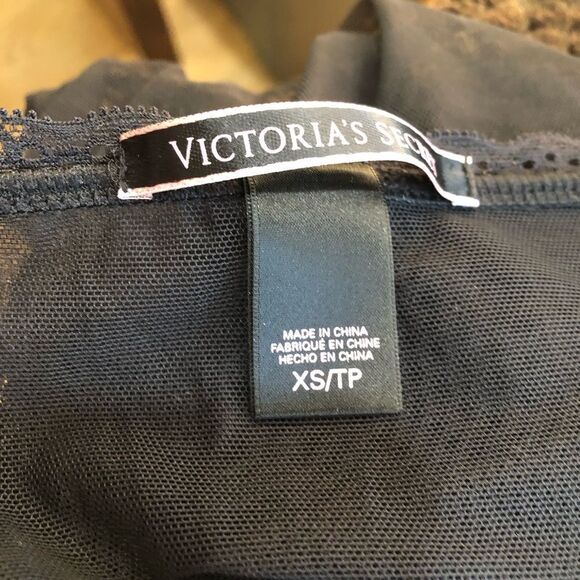 VICTORIA'S SECRET
MADE IN CHINA
FABRIQUÉ EN CHINE
HECHO EN CHINA
XS/TP